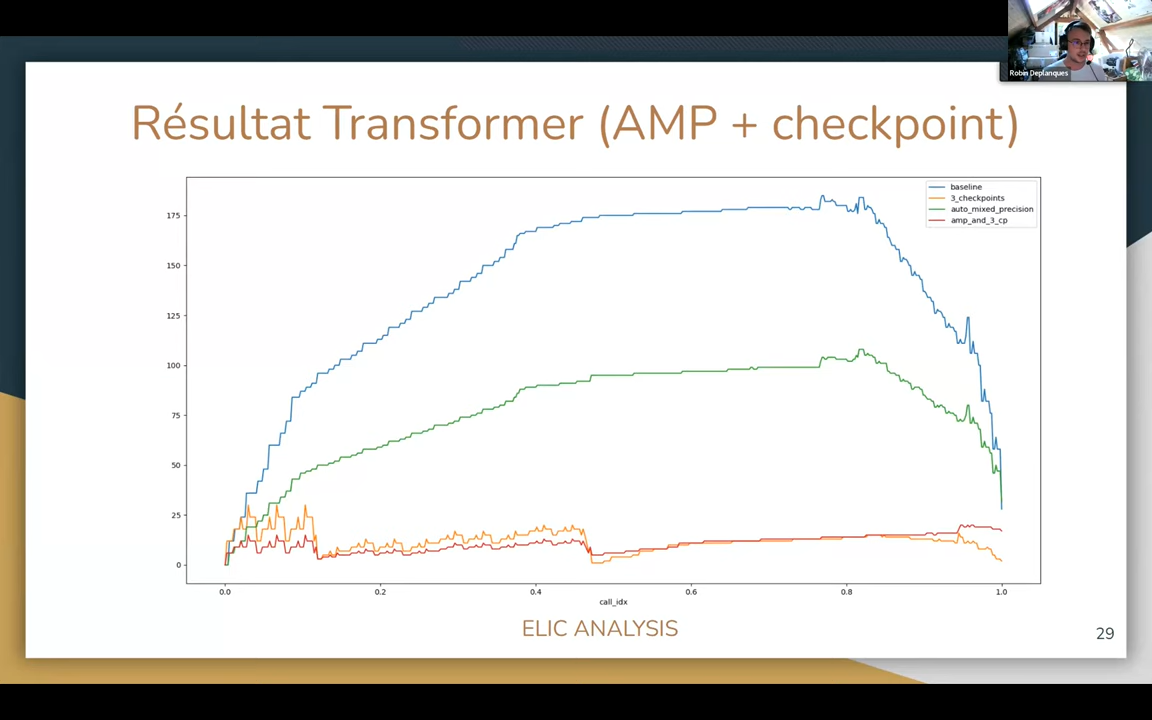 Robin Deplanques
Résultat Transformer (AMP + checkpoint)
baseline
3_checkpoints
auto_mixed_precision
amp_and_3_cp
175
150
125
100
75
50
25
0
0.0 0.2 0.4 0.6 0.8 1.0
call_idx
ELIC ANALYSIS
29